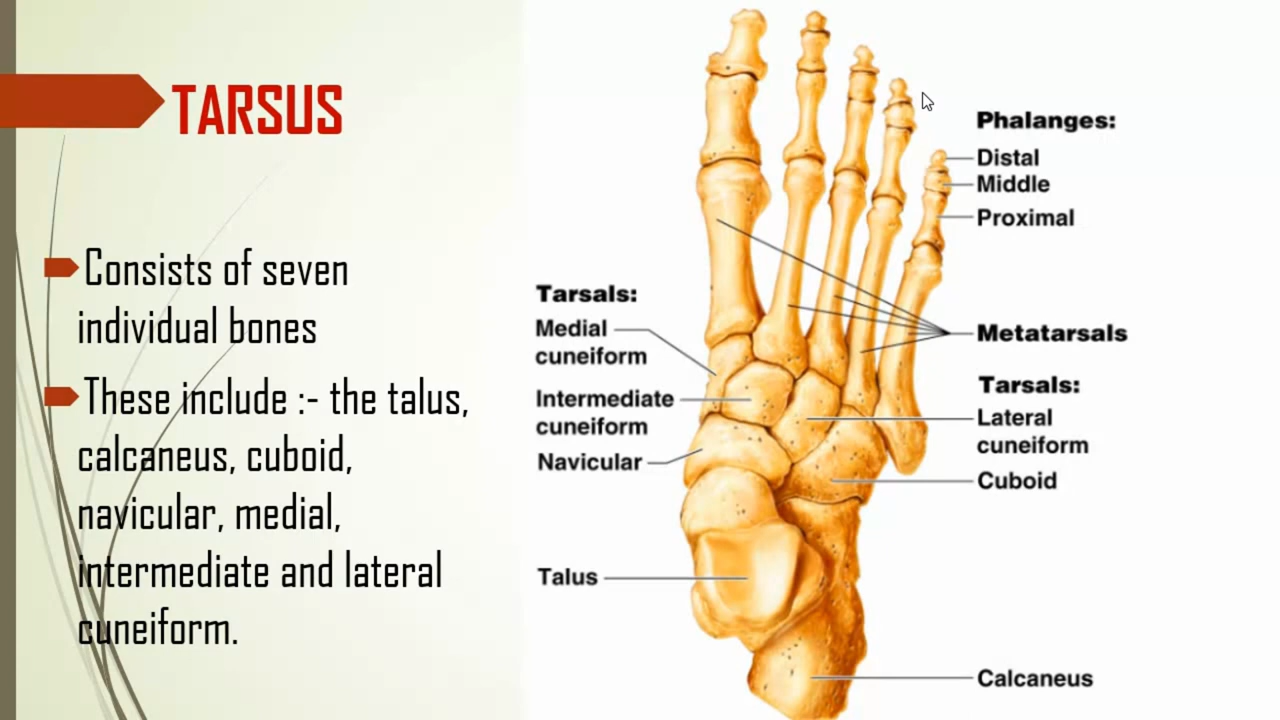 TARSUS
Consists of seven
individual bones
These include :- the talus,
calcaneus, cuboid,
navicular, medial,
intermediate and lateral
cuneiform.
Tarsals:
Medial
cuneiform
Intermediate
cuneiform
Navicular
Talus
Phalanges:
Distal
Middle
Proximal
Metatarsals
Tarsals:
Lateral
cuneiform
Cuboid
Calcaneus